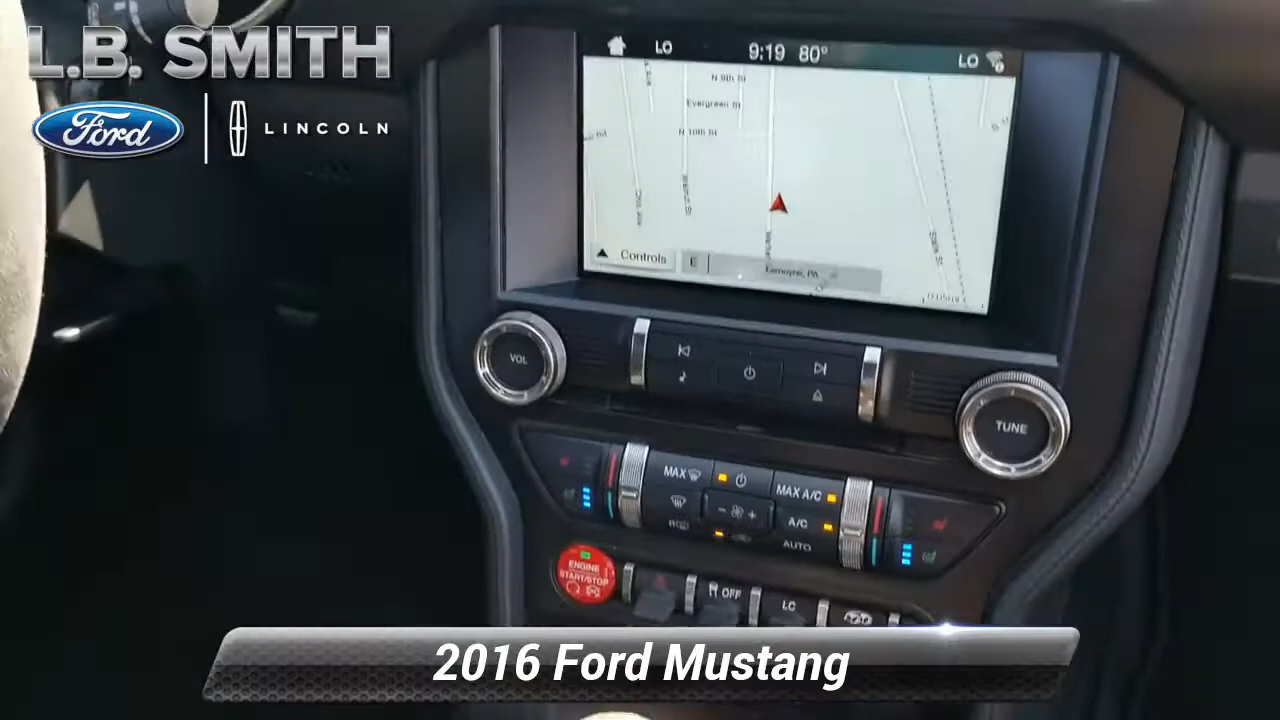 L.B. SMITH
Ford
LINCOLN
LO
9:19 80°
LO
N 9th St
Evergreen St
N 10th St
Controls
E
Lemoyne, PA
VOL
TUNE
MAX
MAX A/C
A/C
AUTO
ENGINE
START/STOP
OFF
LC
2016 Ford Mustang